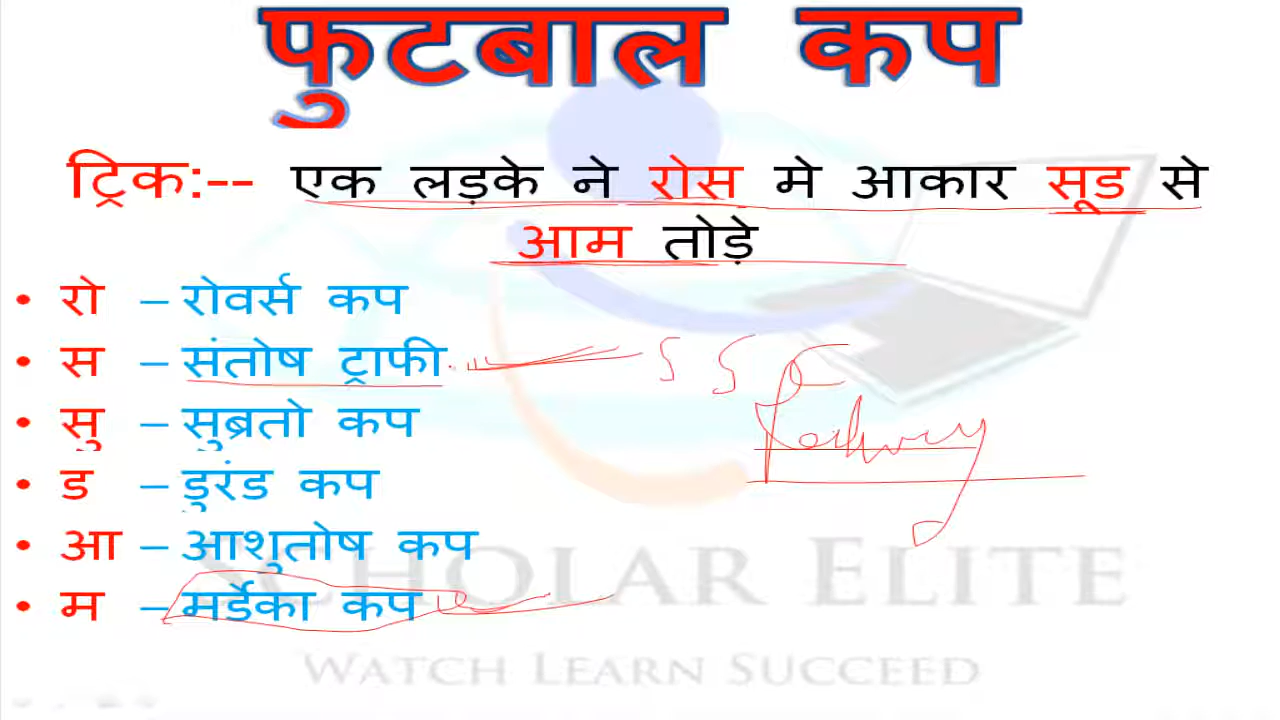 फुटबाल कप
ट्रिक:-- एक लड़के ने रोस मे आकार सूड से
आम तोड़े
• रो – रोवर्स कप
• स – संतोष ट्राफी
S S C
Railway
• सु – सुब्रतो कप
• ड – डुरंड कप
• आ – आशुतोष कप
• म – मर्डेका कप
SCHOLAR ELITE
WATCH LEARN SUCCEED